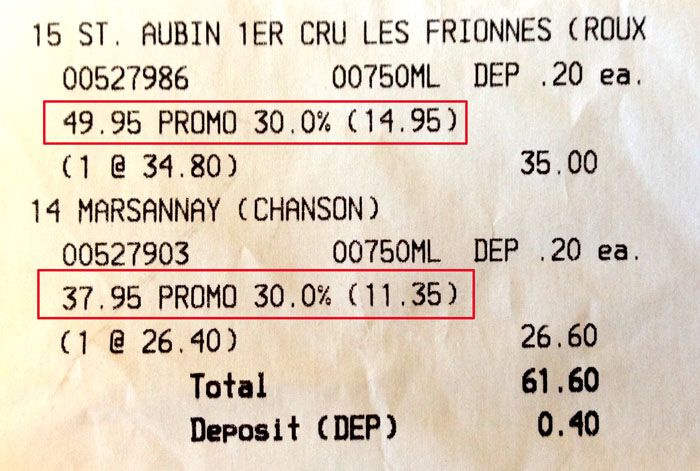 15 ST. AUBIN 1ER CRU LES FRIONNES (ROUX
00527986 00750ML DEP .20 ea.
49.95 PROMO 30.0% (14.95)
(1 @ 34.80) 35.00
14 MARSANNAY (CHANSON)
00527903 00750ML DEP .20 ea.
37.95 PROMO 30.0% (11.35)
(1 @ 26.40) 26.60
Total 61.60
Deposit (DEP) 0.40